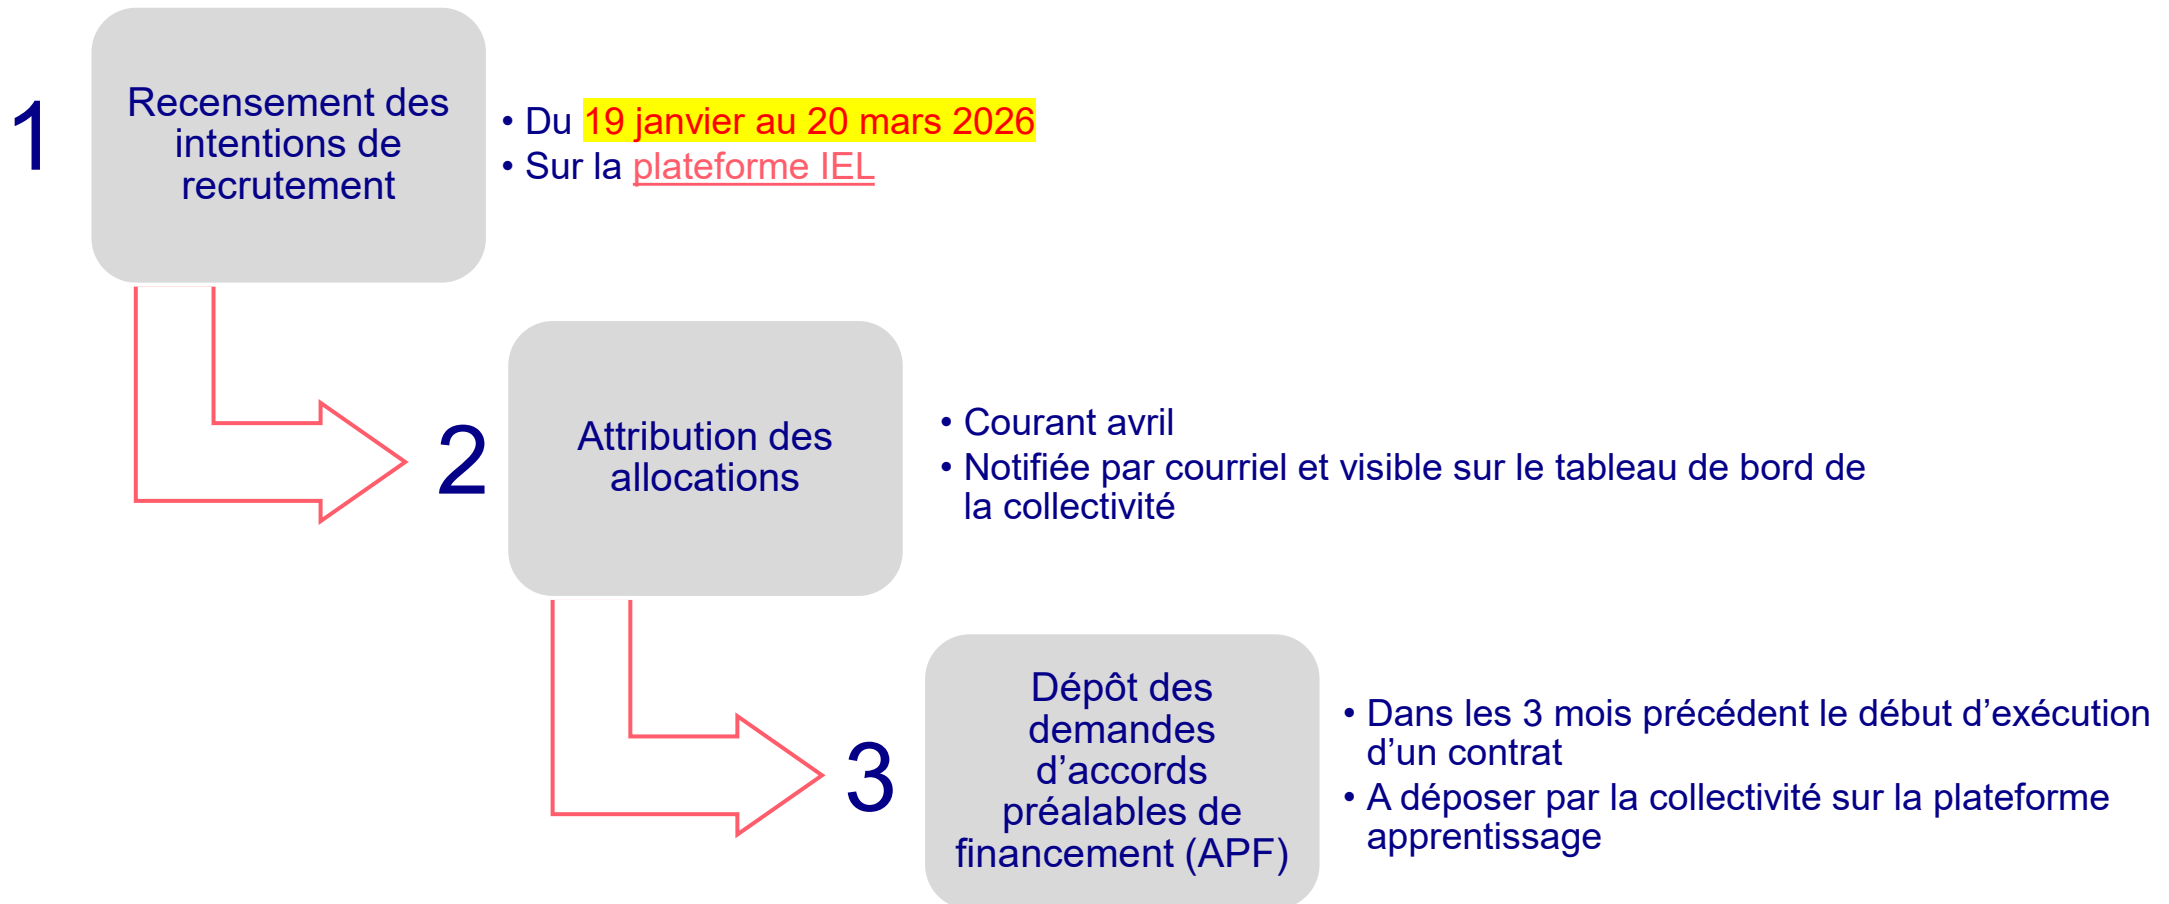 1
Recensement des
intentions de
recrutement
• Du 19 janvier au 20 mars 2026
• Sur la plateforme IEL
2
Attribution des
allocations
• Courant avril
• Notifiée par courriel et visible sur le tableau de bord de
la collectivité
3
Dépôt des
demandes
d’accords
préalables de
financement (APF)
• Dans les 3 mois précédent le début d’exécution
d’un contrat
• A déposer par la collectivité sur la plateforme
apprentissage